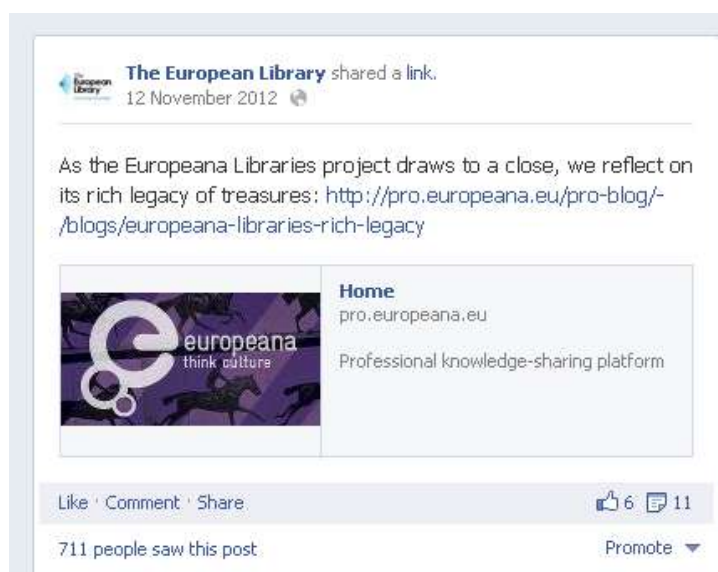 The European Library
The European Library shared a link.
12 November 2012
As the Europeana Libraries project draws to a close, we reflect on
its rich legacy of treasures: http://pro.europeana.eu/pro-blog/-
/blogs/europeana-libraries-rich-legacy
europeana
think culture
Home
pro.europeana.eu
Professional knowledge-sharing platform
Like · Comment · Share
6 11
711 people saw this post
Promote